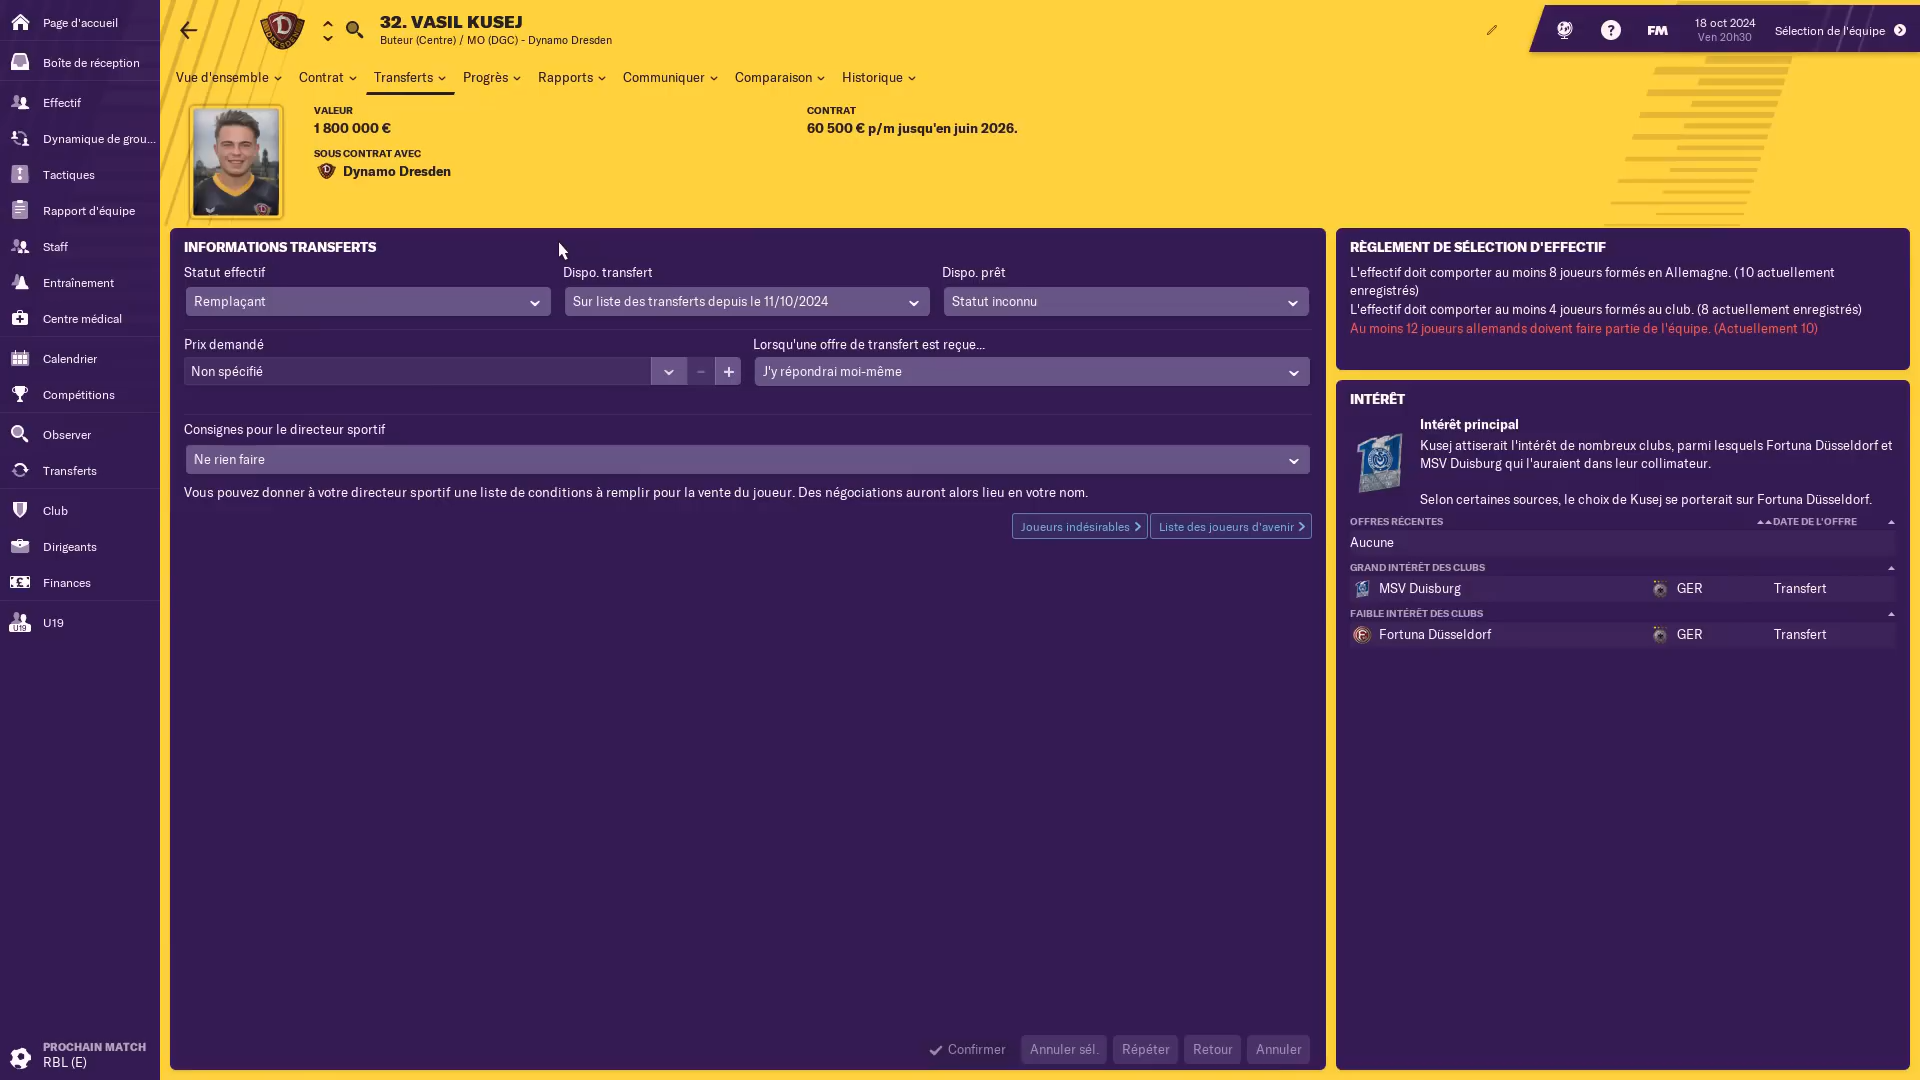 Page d'accueil
Boîte de réception
Effectif
Dynamique de grou...
Tactiques
Rapport d'équipe
Staff
Entraînement
Centre médical
Calendrier
Compétitions
Observer
Transferts
Club
Dirigeants
Finances
U19
U19
PROCHAIN MATCH
RBL (E)
32. VASIL KUSEJ
Buteur (Centre) / MO (DGC) - Dynamo Dresden
FM
18 oct 2024
Ven 20h30
Sélection de l'équipe
Vue d'ensemble
Contrat
Transferts
Progrès
Rapports
Communiquer
Comparaison
Historique
VALEUR
1 800 000 €
SOUS CONTRAT AVEC
Dynamo Dresden
CONTRAT
60 500 € p/m jusqu'en juin 2026.
INFORMATIONS TRANSFERTS
Statut effectif
Dispo. transfert
Dispo. prêt
Remplaçant
Sur liste des transferts depuis le 11/10/2024
Statut inconnu
Prix demandé
Lorsqu'une offre de transfert est reçue...
Non spécifié
J'y répondrai moi-même
Consignes pour le directeur sportif
Ne rien faire
Vous pouvez donner à votre directeur sportif une liste de conditions à remplir pour la vente du joueur. Des négociations auront alors lieu en votre nom.
Joueurs indésirables
Liste des joueurs d'avenir
Confirmer
Annuler sél.
Répéter
Retour
Annuler
RÈGLEMENT DE SÉLECTION D'EFFECTIF
L'effectif doit comporter au moins 8 joueurs formés en Allemagne. (10 actuellement
enregistrés)
L'effectif doit comporter au moins 4 joueurs formés au club. (8 actuellement enregistrés)
Au moins 12 joueurs allemands doivent faire partie de l'équipe. (Actuellement 10)
INTÉRÊT
Intérêt principal
Kusej attiserait l'intérêt de nombreux clubs, parmi lesquels Fortuna Düsseldorf et
MSV Duisburg qui l'auraient dans leur collimateur.
Selon certaines sources, le choix de Kusej se porterait sur Fortuna Düsseldorf.
OFFRES RÉCENTES
DATE DE L'OFFRE
Aucune
GRAND INTÉRÊT DES CLUBS
MSV Duisburg
GER
Transfert
FAIBLE INTÉRÊT DES CLUBS
Fortuna Düsseldorf
GER
Transfert